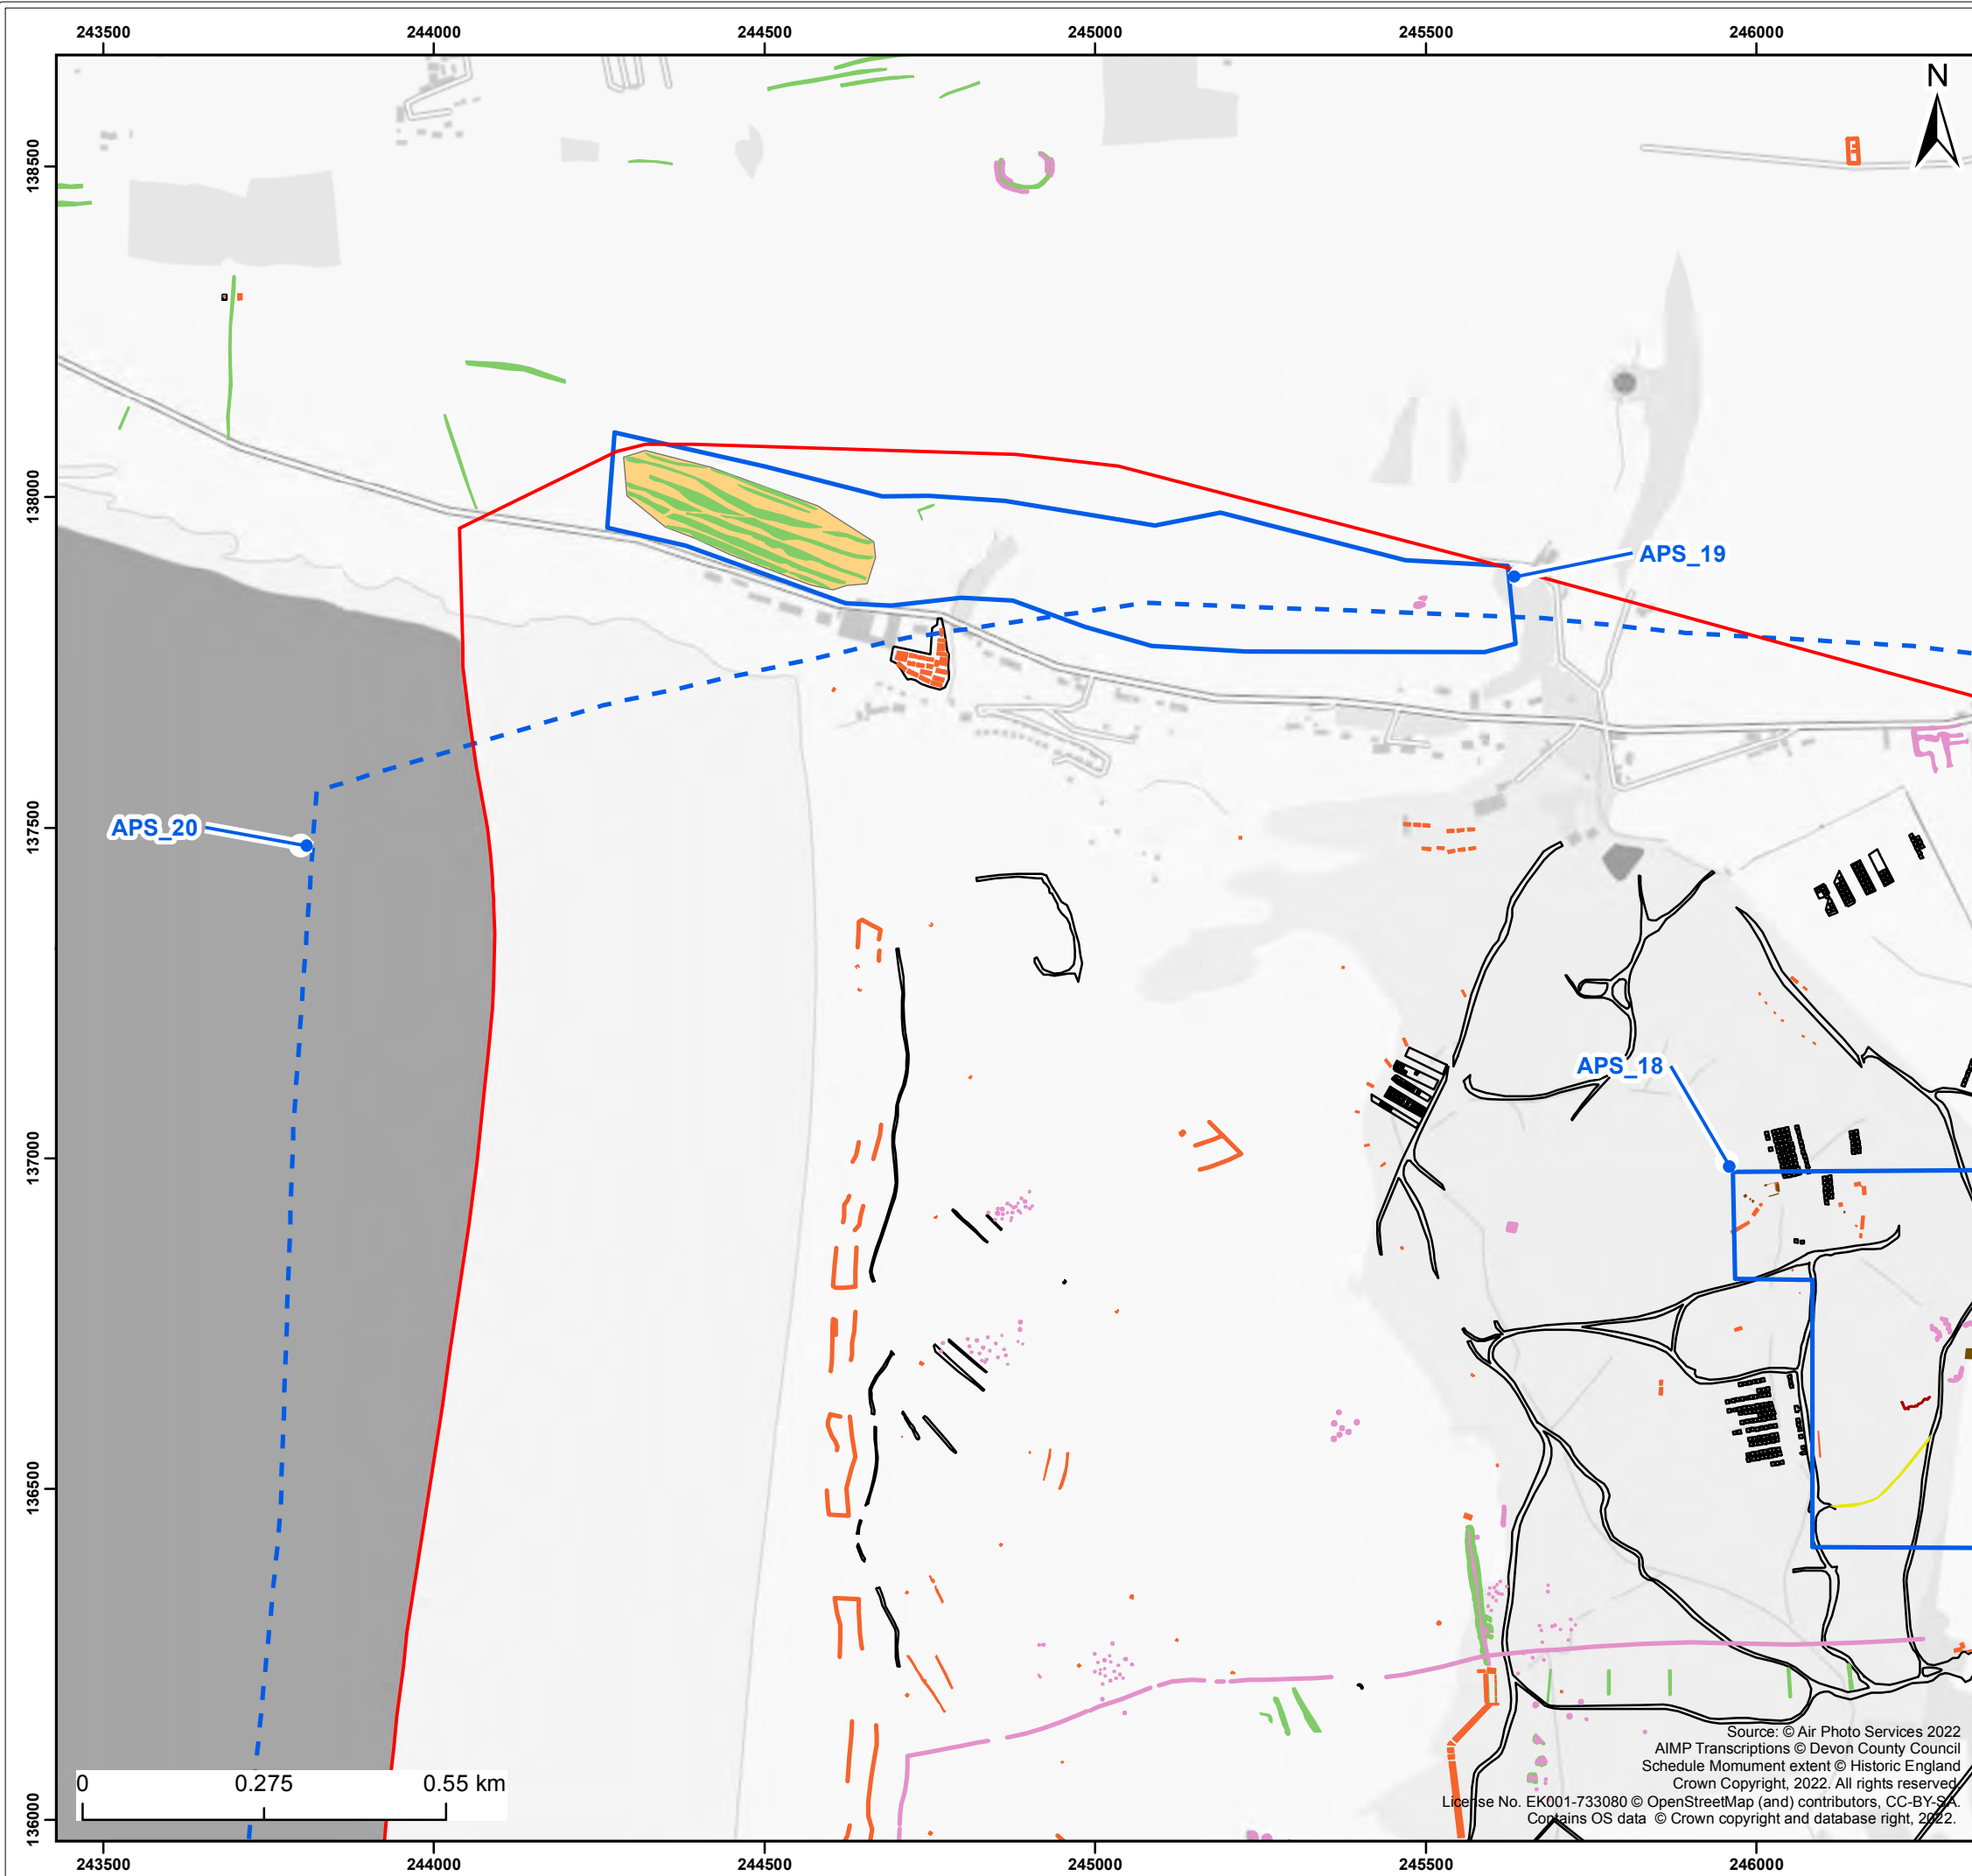 243500 244000 244500 245000 245500 246000
N
138500
138000
APS_19
137500
APS_20
APS_18
137000
136500
136000
Source: © Air Photo Services 2022
AIMP Transcriptions © Devon County Council
Schedule Momument extent © Historic England
Crown Copyright, 2022. All rights reserved.
License No. EK001-733080 © OpenStreetMap (and) contributors, CC-BY-SA.
Contains OS data © Crown copyright and database right, 2022.
0 0.275 0.55 km
243500 244000 244500 245000 245500 246000